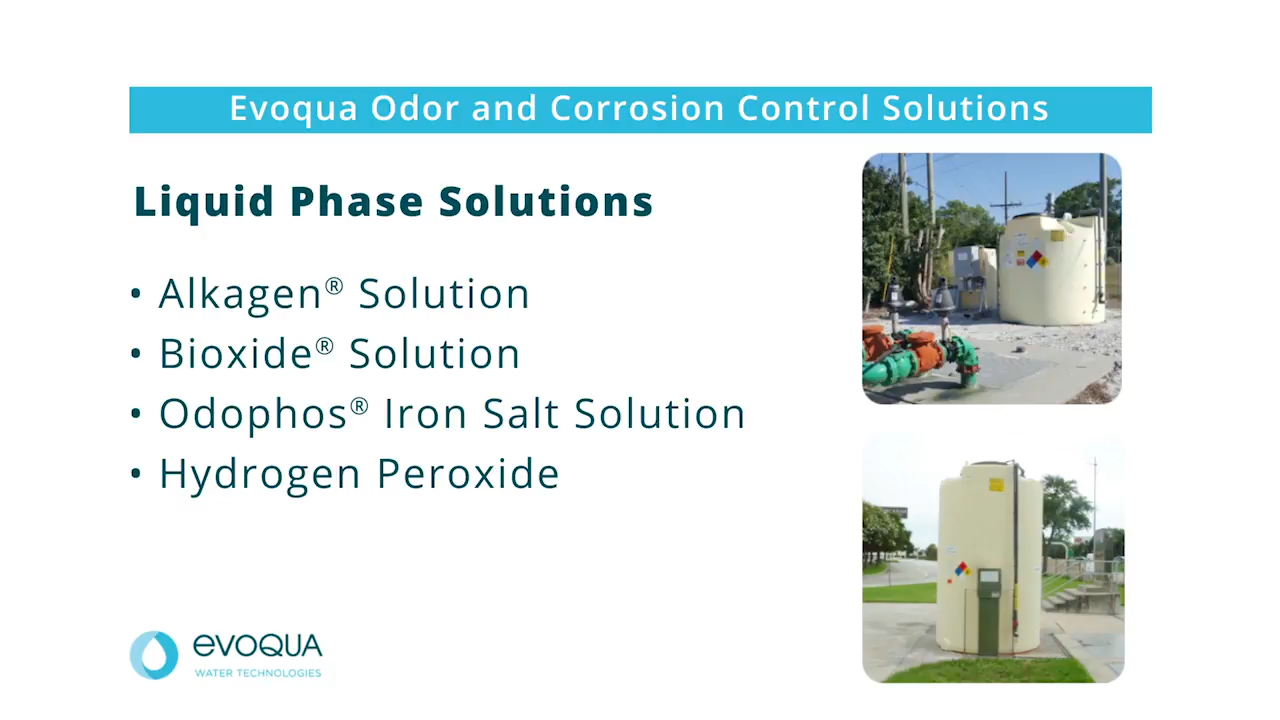 Evoqua Odor and Corrosion Control Solutions
Liquid Phase Solutions
• Alkagen® Solution
• Bioxide® Solution
• Odophos® Iron Salt Solution
• Hydrogen Peroxide
evoQUA
WATER TECHNOLOGIES